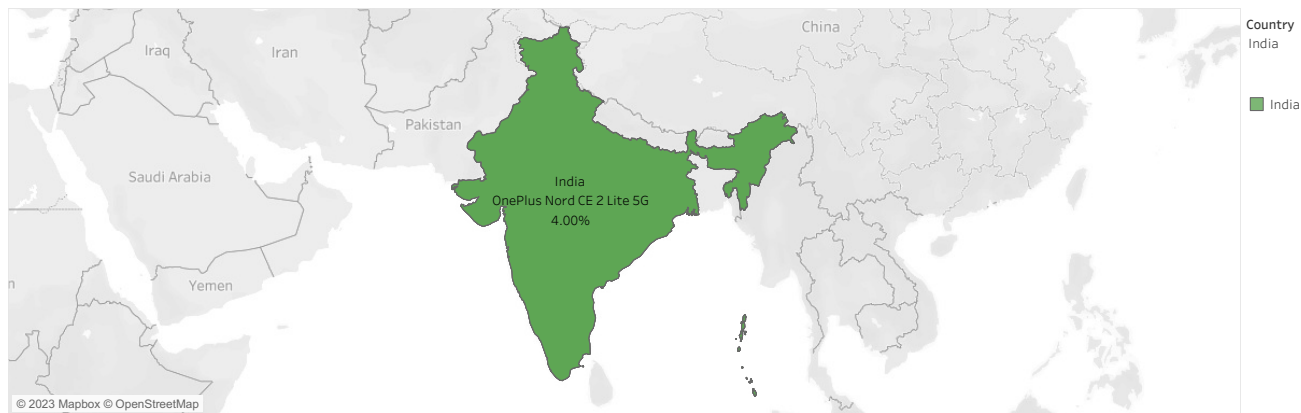 China
Country
India
Iraq
Iran
India
Pakistan
Saudi Arabia
India
OnePlus Nord CE 2 Lite 5G
4.00%
Yemen
n
© 2023 Mapbox © OpenStreetMap